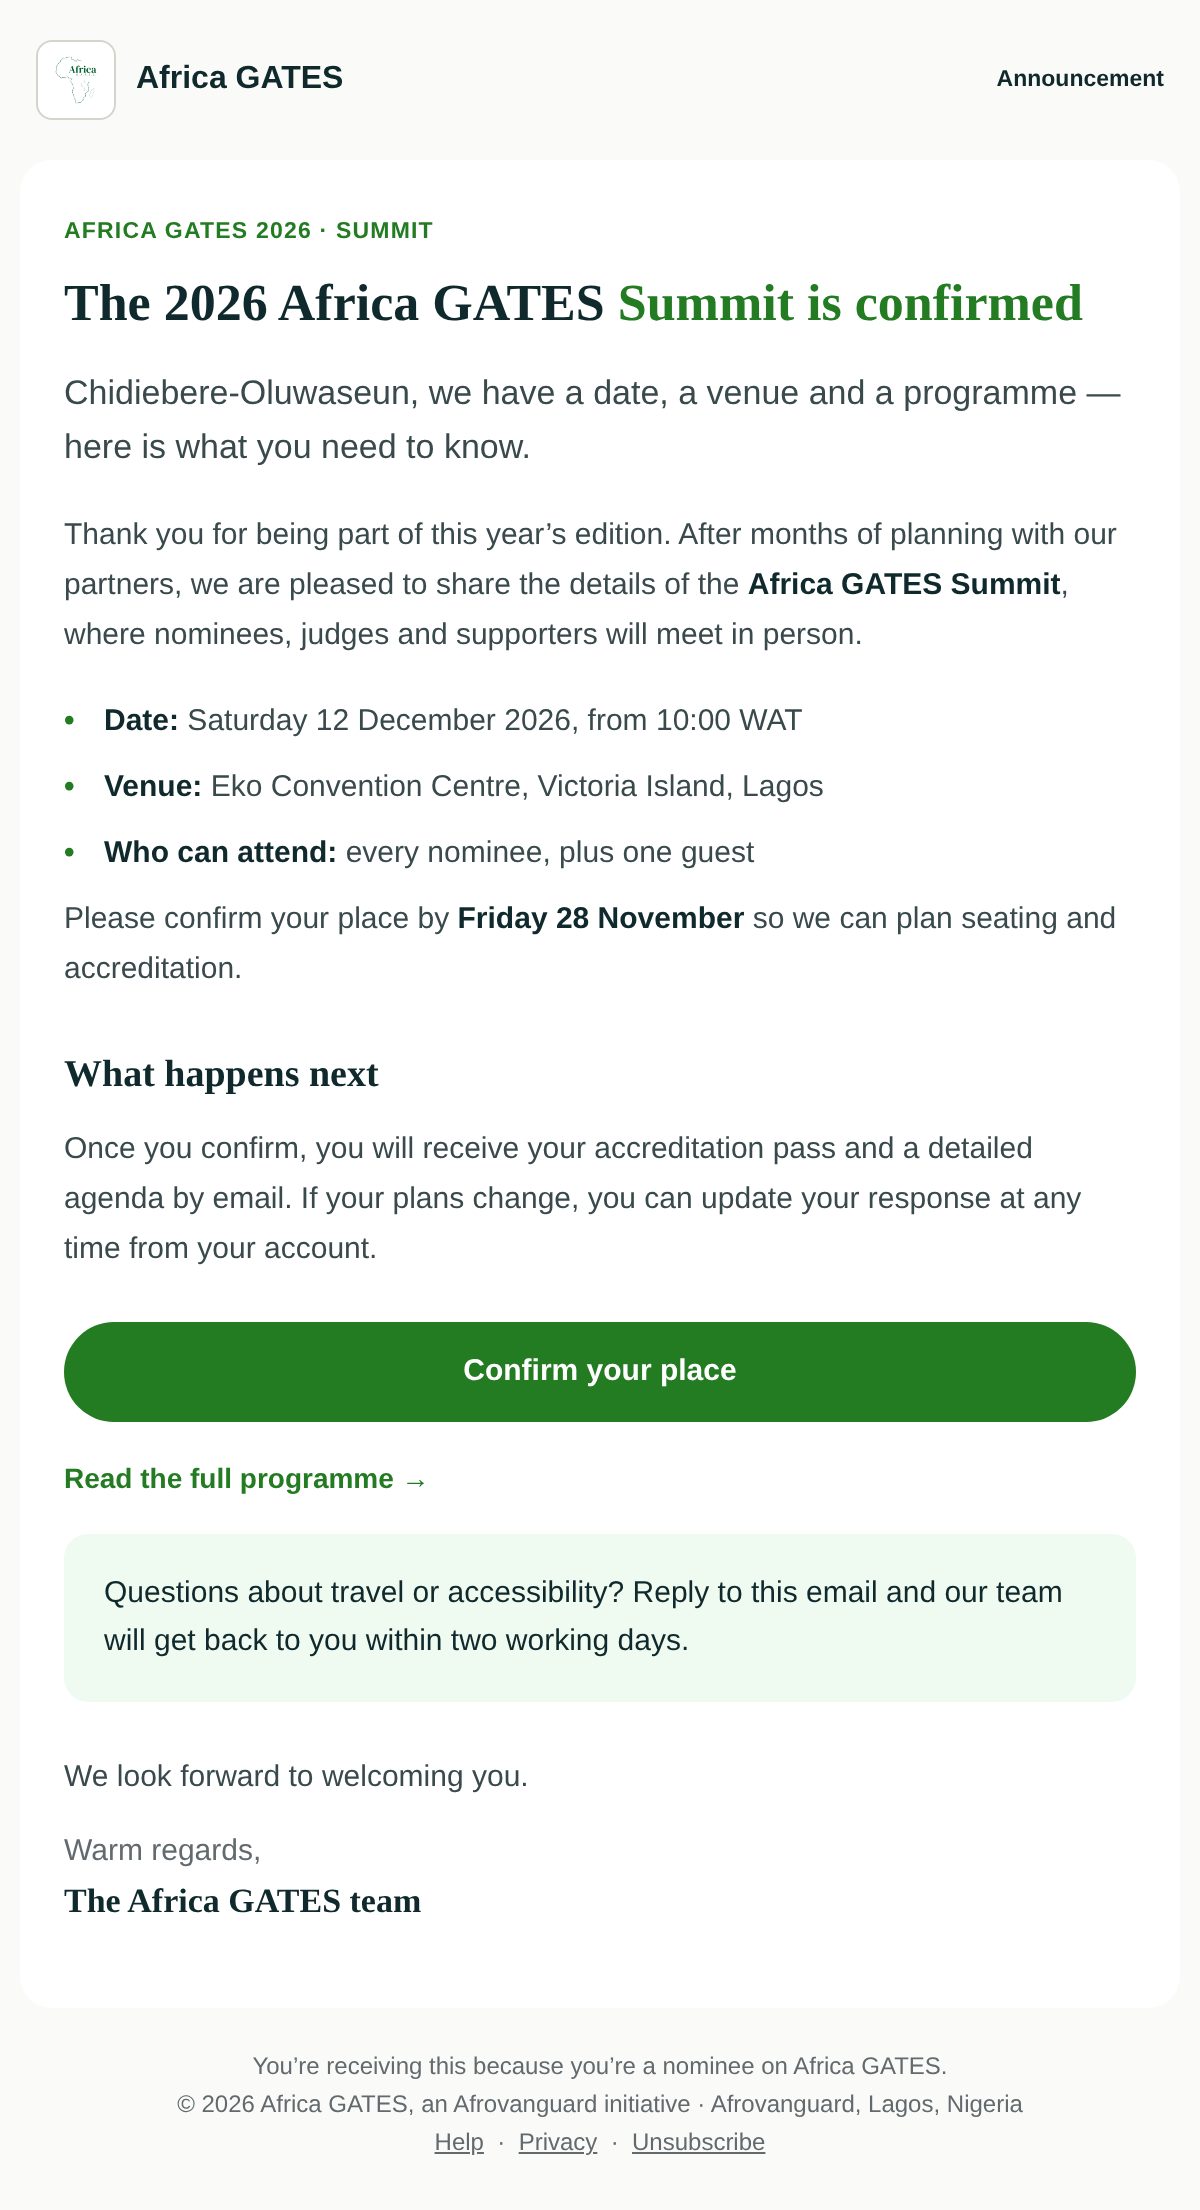 Africa
Africa GATES
Announcement
AFRICA GATES 2026 · SUMMIT
The 2026 Africa GATES Summit is confirmed
Chidiebere-Oluwaseun, we have a date, a venue and a programme —
here is what you need to know.
Thank you for being part of this year’s edition. After months of planning with our
partners, we are pleased to share the details of the Africa GATES Summit,
where nominees, judges and supporters will meet in person.
• Date: Saturday 12 December 2026, from 10:00 WAT
• Venue: Eko Convention Centre, Victoria Island, Lagos
• Who can attend: every nominee, plus one guest
Please confirm your place by Friday 28 November so we can plan seating and
accreditation.
What happens next
Once you confirm, you will receive your accreditation pass and a detailed
agenda by email. If your plans change, you can update your response at any
time from your account.
Confirm your place
Read the full programme →
Questions about travel or accessibility? Reply to this email and our team
will get back to you within two working days.
We look forward to welcoming you.
Warm regards,
The Africa GATES team
You’re receiving this because you’re a nominee on Africa GATES.
© 2026 Africa GATES, an Afrovanguard initiative · Afrovanguard, Lagos, Nigeria
Help · Privacy · Unsubscribe